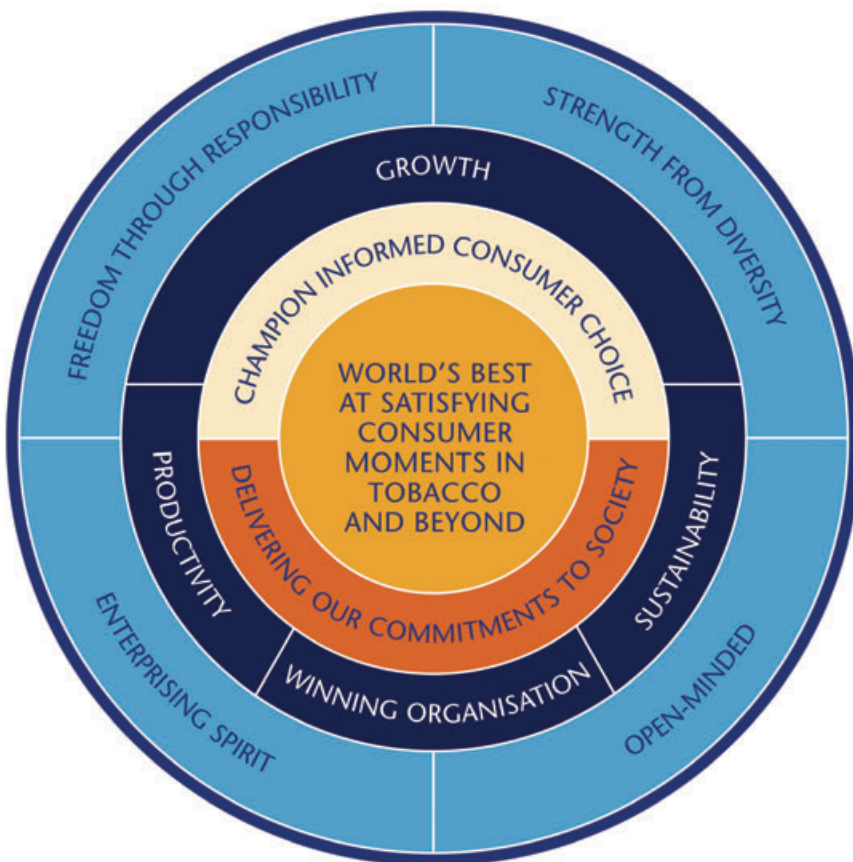 FREEDOM THROUGH RESPONSIBILITY
STRENGTH FROM DIVERSITY
GROWTH
CHAMPION INFORMED CONSUMER CHOICE
WORLD'S BEST
AT SATISFYING
CONSUMER
MOMENTS IN
TOBACCO
AND BEYOND
DELIVERING OUR COMMITMENTS TO SOCIETY
PRODUCTIVITY
SUSTAINABILITY
WINNING ORGANISATION
ENTERPRISING SPIRIT
OPEN-MINDED